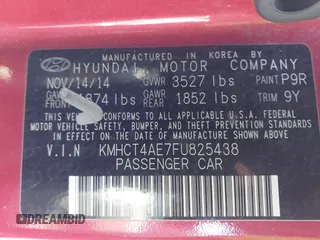 MANUFACTURED IN KOREA BY
HYUNDAI MOTOR COMPANY
NOV/14/14 GVWR 3527 lbs PAINT P9R
GAWR FRONT 1874 lbs GAWR REAR 1852 lbs TRIM 9Y
THIS VEHICLE CONFORMS TO ALL APPLICABLE U.S.A. FEDERAL
MOTOR VEHICLE SAFETY, BUMPER, AND THEFT PREVENTION
STANDARDS IN EFFECT ON THE DATE OF MANUFACTURE SHOWN ABOVE.
V.I.N KMHCT4AE7FU825438
PASSENGER CAR
DREAMBID